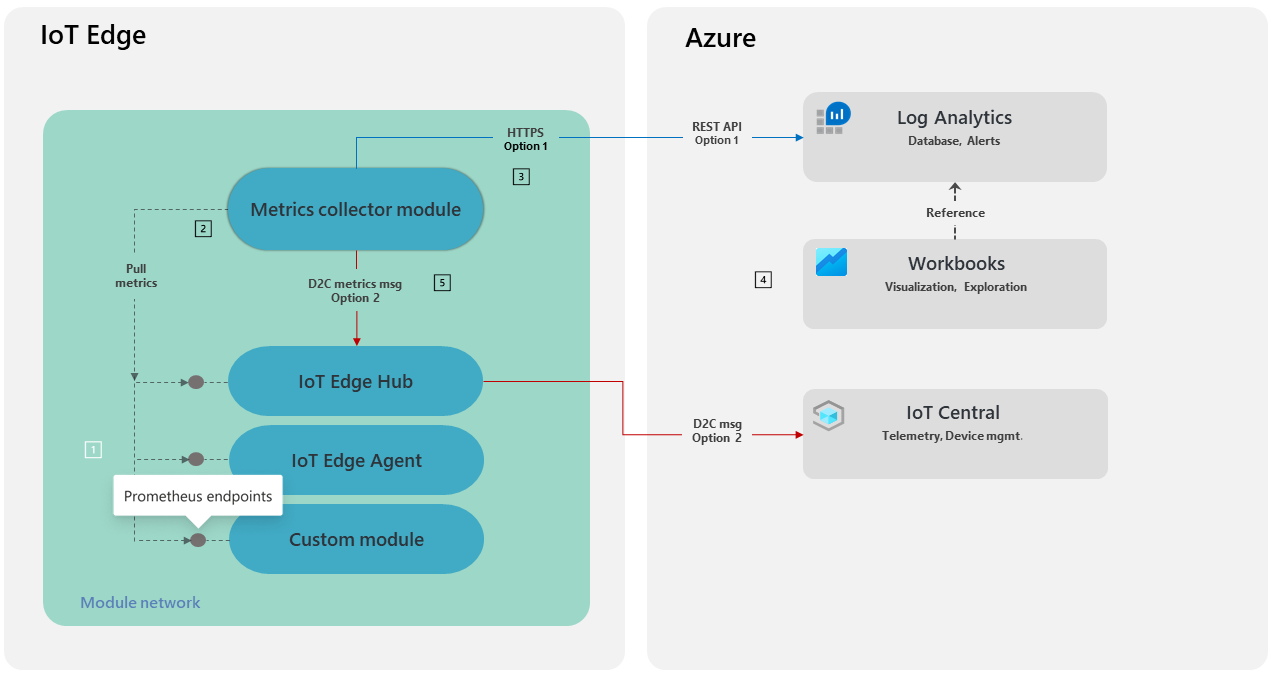 IoT Edge
HTTPS
Option 1
3
Metrics collector module
2
Pull
metrics
D2C metrics msg
Option 2
5
IoT Edge Hub
1
IoT Edge Agent
Prometheus endpoints
Custom module
Module network
Azure
REST API
Option 1
Log Analytics
Database, Alerts
Reference
4
Workbooks
Visualization, Exploration
D2C msg
Option 2
IoT Central
Telemetry, Device mgmt.